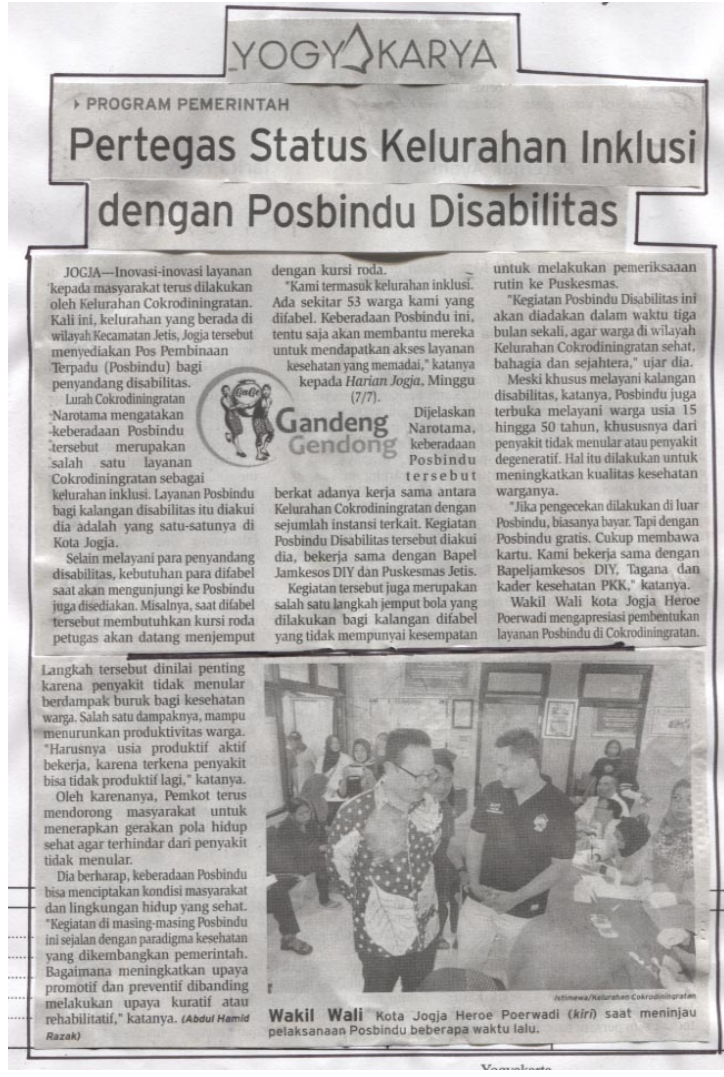 YOGYAKARYA
PROGRAM PEMERINTAH
Pertegas Status Kelurahan Inklusi
dengan Posbindu Disabilitas
JOGJA—Inovasi-inovasi layanan
kepada masyarakat terus dilakukan
oleh Kelurahan Cokrodiningratan.
Kali ini, kelurahan yang berada di
wilayah Kecamatan Jetis, Jogja tersebut
menyediakan Pos Pembinaan
Terpadu (Posbindu) bagi
penyandang disabilitas.
Lurah Cokrodiningratan
Narotama mengatakan
keberadaan Posbindu
tersebut merupakan
salah satu layanan
Cokrodiningratan sebagai
kelurahan inklusi. Layanan Posbindu
bagi kalangan disabilitas itu diakui
dia adalah yang satu-satunya di
Kota Jogja.
Selain melayani para penyandang
disabilitas, kebutuhan para difabel
saat akan mengunjungi ke Posbindu
juga disediakan. Misalnya, saat difabel
tersebut membutuhkan kursi roda
petugas akan datang menjemput
dengan kursi roda.
"Kami termasuk kelurahan inklusi.
Ada sekitar 53 warga kami yang
difabel. Keberadaan Posbindu ini,
tentu saja akan membantu mereka
untuk mendapatkan akses layanan
kesehatan yang memadai," katanya
kepada Harian Jogja, Minggu
(7/7).
Gandeng
Gendong
Dijelaskan
Narotama,
keberadaan
Posbindu
tersebut
berkat adanya kerja sama antara
Kelurahan Cokrodiningratan dengan
sejumlah instansi terkait. Kegiatan
Posbindu Disabilitas tersebut diakui
dia, bekerja sama dengan Bapel
Jamkesos DIY dan Puskesmas Jetis.
Kegiatan tersebut juga merupakan
salah satu langkah jemput bola yang
dilakukan bagi kalangan difabel
yang tidak mempunyai kesempatan
untuk melakukan pemeriksaaan
rutin ke Puskesmas.
"Kegiatan Posbindu Disabilitas ini
akan diadakan dalam waktu tiga
bulan sekali, agar warga di wilayah
Kelurahan Cokrodiningratan sehat,
bahagia dan sejahtera," ujar dia.
Meski khusus melayani kalangan
disabilitas, katanya, Posbindu juga
terbuka melayani warga usia 15
hingga 50 tahun, khususnya dari
penyakit tidak menular atau penyakit
degeneratif. Hal itu dilakukan untuk
meningkatkan kualitas kesehatan
warganya.
"Jika pengecekan dilakukan di luar
Posbindu, biasanya bayar. Tapi dengan
Posbindu gratis. Cukup membawa
kartu. Kami bekerja sama dengan
Bapeljamkesos DIY, Tagana dan
kader kesehatan PKK," katanya.
Wakil Wali kota Jogja Heroe
Poerwadi mengapresiasi pembentukan
layanan Posbindu di Cokrodiningratan.
Langkah tersebut dinilai penting
karena penyakit tidak menular
berdampak buruk bagi kesehatan
warga. Salah satu dampaknya, mampu
menurunkan produktivitas warga.
"Harusnya usia produktif aktif
bekerja, karena terkena penyakit
bisa tidak produktif lagi," katanya.
Oleh karenanya, Pemkot terus
mendorong masyarakat untuk
menerapkan gerakan pola hidup
sehat agar terhindar dari penyakit
tidak menular.
Dia berharap, keberadaan Posbindu
bisa menciptakan kondisi masyarakat
dan lingkungan hidup yang sehat.
"Kegiatan di masing-masing Posbindu
ini sejalan dengan paradigma kesehatan
yang dikembangkan pemerintah.
Bagaimana meningkatkan upaya
promotif dan preventif dibanding
melakukan upaya kuratif atau
rehabilitatif," katanya. (Abdul Hamid
Razak)
Istimewa/Kelurahan Cokrodiningratan
Wakil Wali Kota Jogja Heroe Poerwadi (kiri) saat meninjau
pelaksanaan Posbindu beberapa waktu lalu.